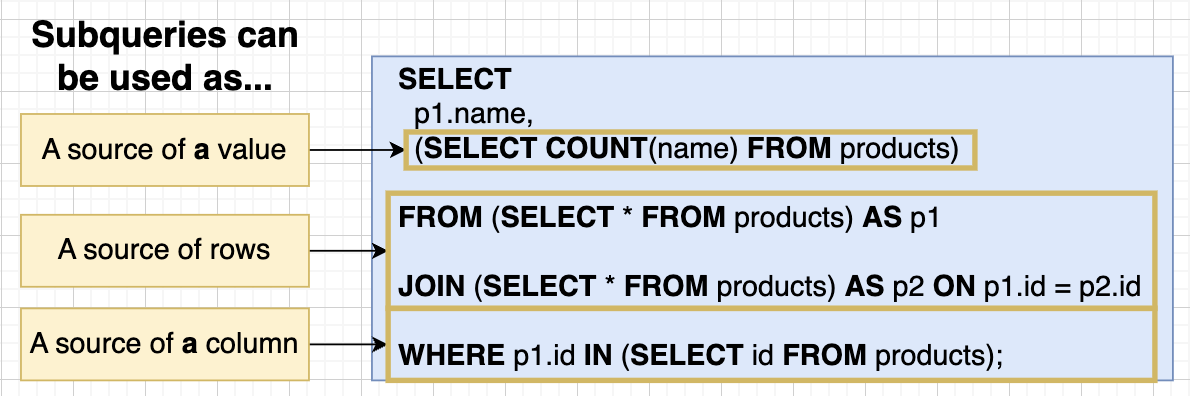 Subqueries can
be used as...
A source of a value
A source of rows
A source of a column
SELECT
p1.name,
(SELECT COUNT(name) FROM products)
FROM (SELECT * FROM products) AS p1
JOIN (SELECT * FROM products) AS p2 ON p1.id = p2.id
WHERE p1.id IN (SELECT id FROM products);